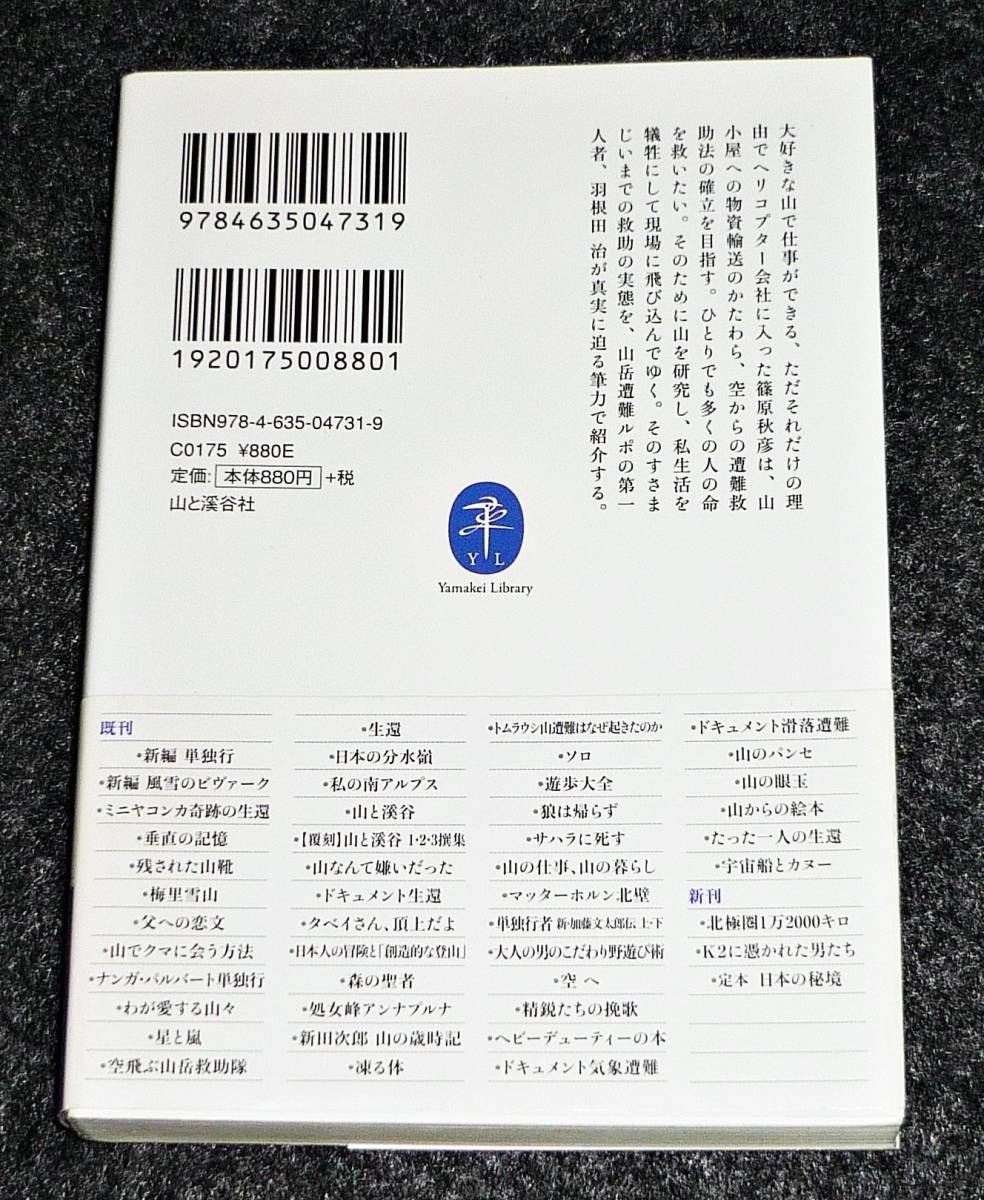 9784635047319
1920175008801
ISBN978-4-635-04731-9
C0175 ¥880E
定価: 本体880円 +税
山と溪谷社
大好きな山で仕事ができる、ただそれだけの理
由でヘリコプター会社に入った篠原秋彦は、山
小屋への物資輸送のかたわら、空からの遭難救
助法の確立を目指す。ひとりでも多くの人の命
を救いたい。そのために山を研究し、私生活を
犠牲にして現場に飛び込んでゆく。そのすさま
じいまでの救助の実態を、山岳遭難ルポの第一
人者、羽根田 治が真実に迫る筆力で紹介する。
Y L
Yamakei Library
既刊
•新編 単独行
•新編 風雪のビヴァーク
•ミニヤコンカ奇跡の生還
•垂直の記憶
•残された山靴
•梅里雪山
•父への恋文
•山でクマに会う方法
•ナンガ・パルバート単独行
•わが愛する山々
•星と嵐
•空飛ぶ山岳救助隊
•生還
•日本の分水嶺
•私の南アルプス
•山と溪谷
•【覆刻】山と溪谷 1・2・3撰集
•山なんて嫌いだった
•ドキュメント生還
•タベイさん、頂上だよ
•日本人の冒険と「創造的な登山」
•森の聖者
•処女峰アンナプルナ
•新田次郎 山の歳時記
•凍る体
•トムラウシ山遭難はなぜ起きたのか
•ソロ
•遊歩大全
•狼は帰らず
•サハラに死す
•山の仕事、山の暮らし
•マッターホルン北壁
•単独行者 新・加藤文太郎伝 上・下
•大人の男のこだわり野遊び術
•空へ
•精鋭たちの挽歌
•ヘビーデューティーの本
•ドキュメント気象遭難
•ドキュメント滑落遭難
•山のパンセ
•山の眼玉
•山からの絵本
•たった一人の生還
•宇宙船とカヌー
新刊
•北極圏1万2000キロ
•K2に憑かれた男たち
•定本 日本の秘境